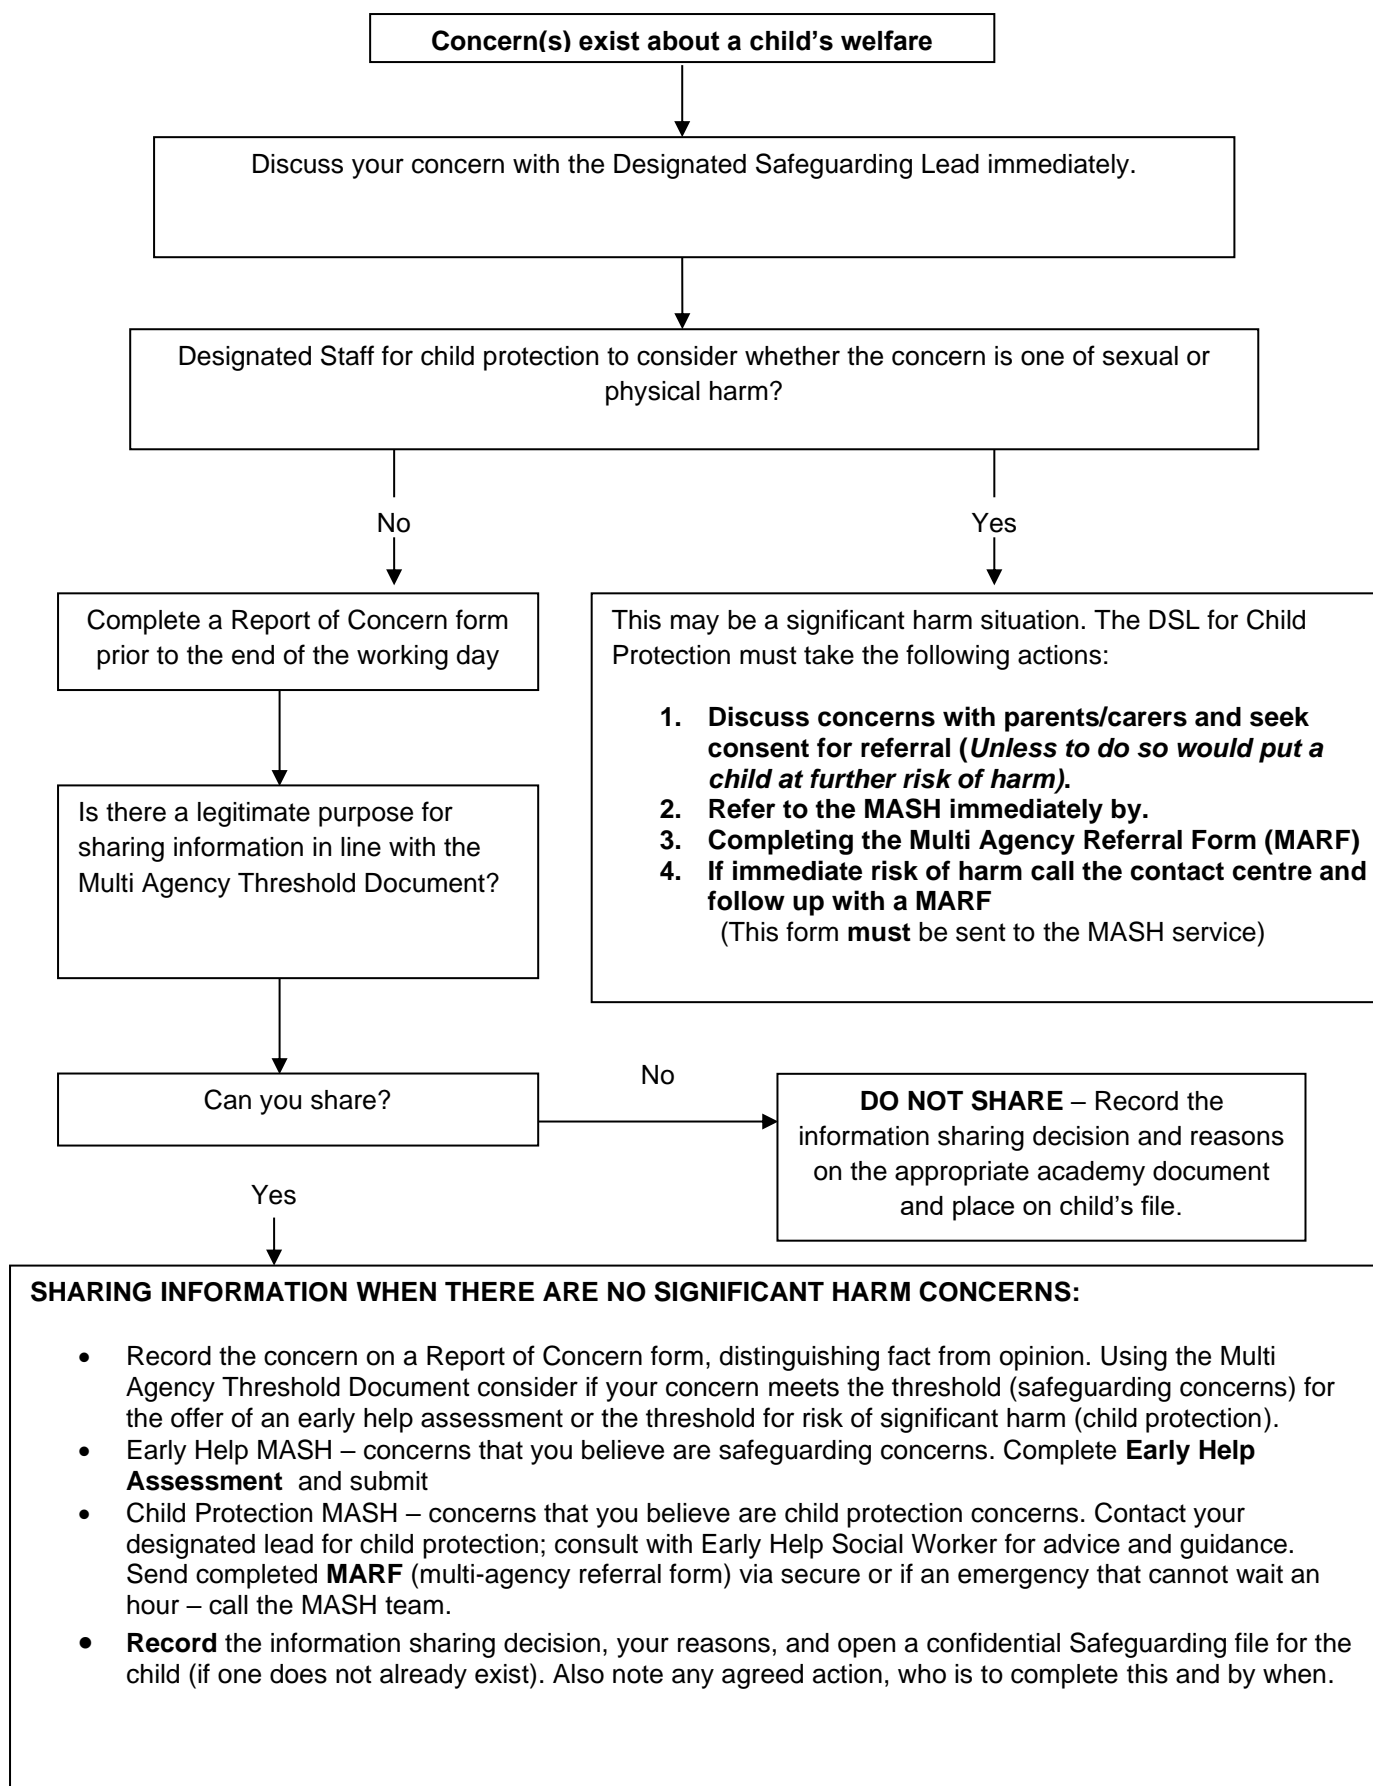 Concern(s) exist about a child’s welfare
Discuss your concern with the Designated Safeguarding Lead immediately.
Designated Staff for child protection to consider whether the concern is one of sexual or
physical harm?
No
Yes
Complete a Report of Concern form
prior to the end of the working day
This may be a significant harm situation. The DSL for Child
Protection must take the following actions:
1. Discuss concerns with parents/carers and seek
consent for referral (Unless to do so would put a
child at further risk of harm).
2. Refer to the MASH immediately by.
3. Completing the Multi Agency Referral Form (MARF)
4. If immediate risk of harm call the contact centre and
follow up with a MARF
(This form must be sent to the MASH service)
Is there a legitimate purpose for
sharing information in line with the
Multi Agency Threshold Document?
Can you share?
No
DO NOT SHARE – Record the
information sharing decision and reasons
on the appropriate academy document
and place on child’s file.
Yes
SHARING INFORMATION WHEN THERE ARE NO SIGNIFICANT HARM CONCERNS:
• Record the concern on a Report of Concern form, distinguishing fact from opinion. Using the Multi
Agency Threshold Document consider if your concern meets the threshold (safeguarding concerns) for
the offer of an early help assessment or the threshold for risk of significant harm (child protection).
• Early Help MASH – concerns that you believe are safeguarding concerns. Complete Early Help
Assessment and submit
• Child Protection MASH – concerns that you believe are child protection concerns. Contact your
designated lead for child protection; consult with Early Help Social Worker for advice and guidance.
Send completed MARF (multi-agency referral form) via secure or if an emergency that cannot wait an
hour – call the MASH team.
• Record the information sharing decision, your reasons, and open a confidential Safeguarding file for the
child (if one does not already exist). Also note any agreed action, who is to complete this and by when.